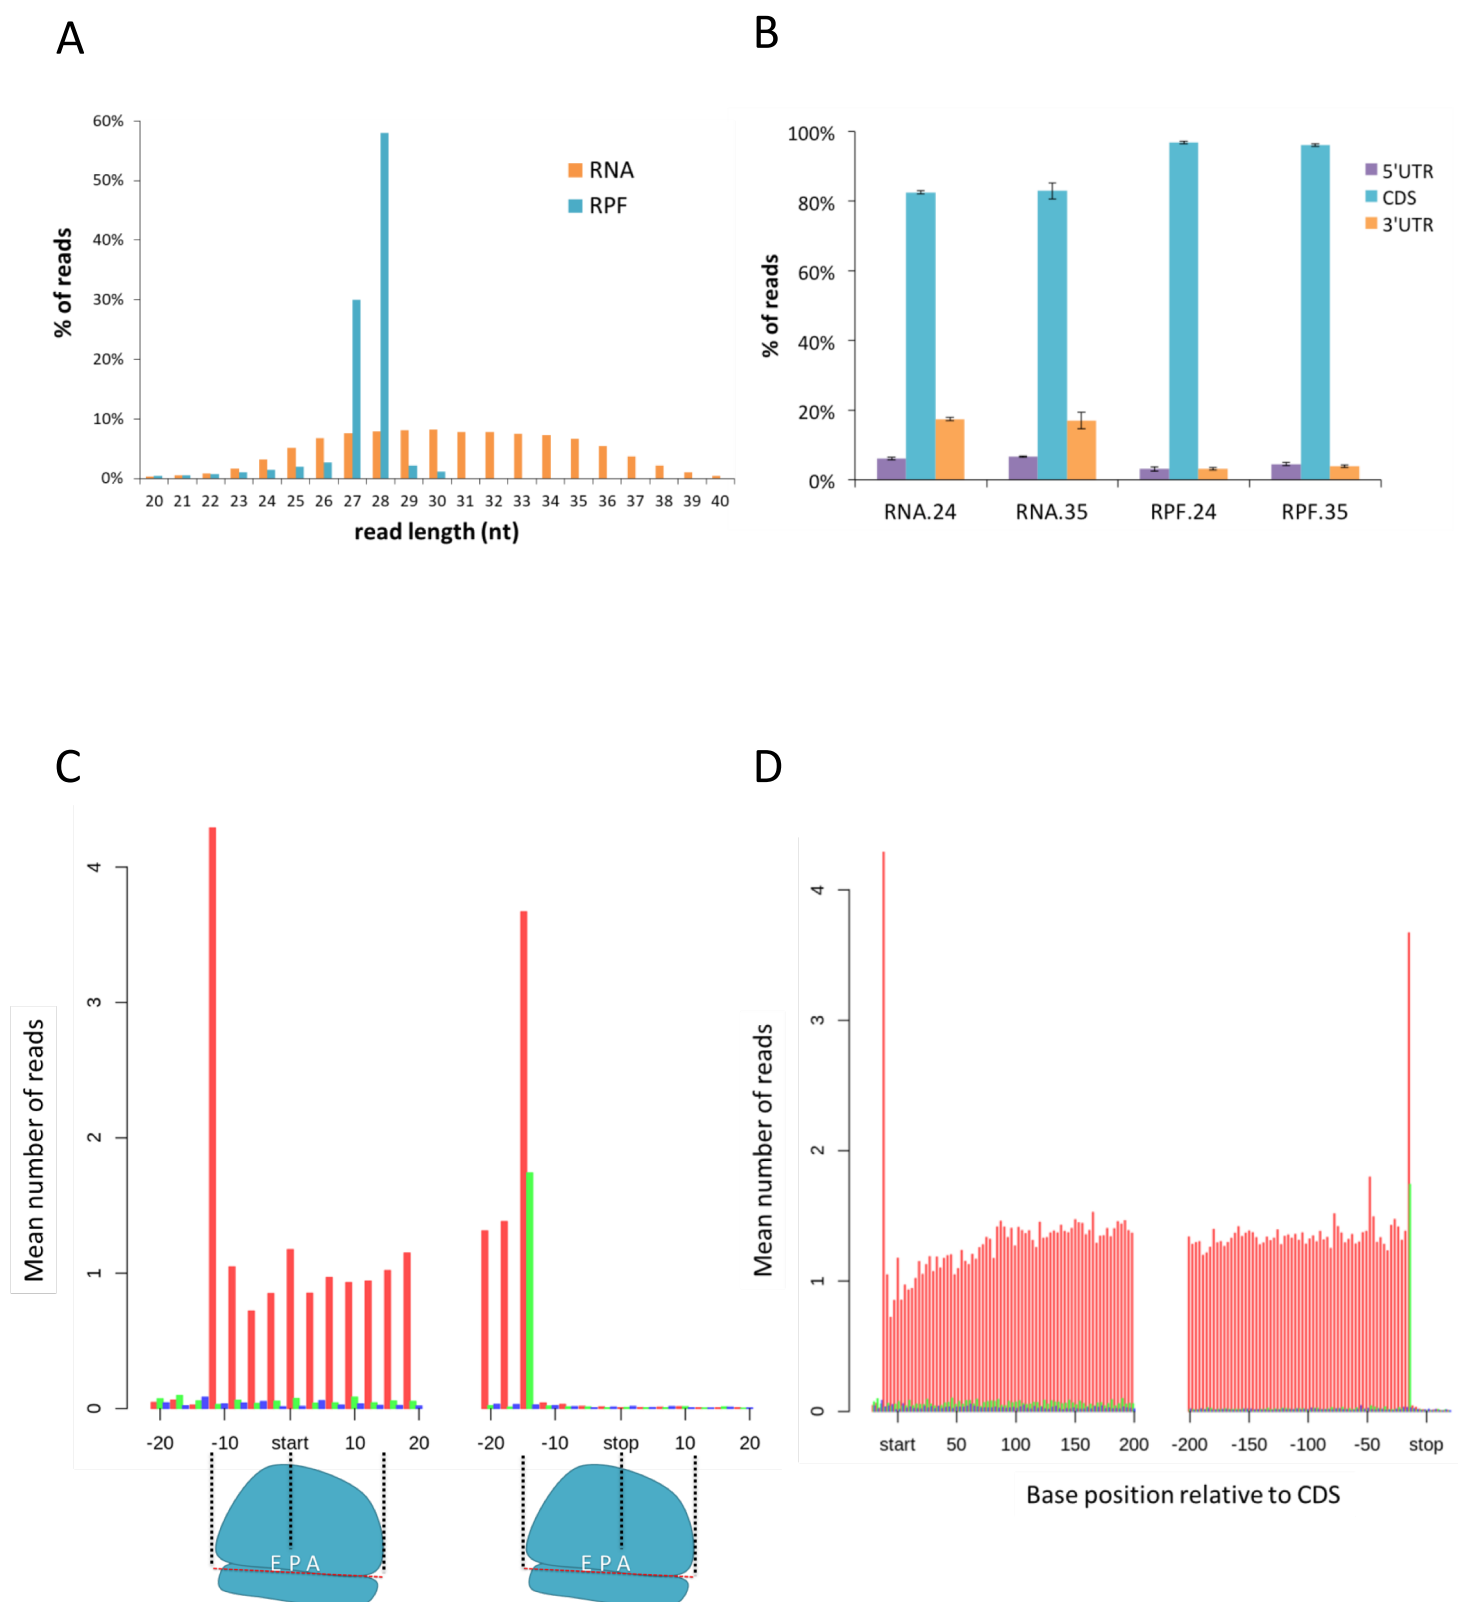 A
60%
50%
40%
30%
20%
10%
0%
% of reads
RNA
RPF
20 21 22 23 24 25 26 27 28 29 30 31 32 33 34 35 36 37 38 39 40
read length (nt)
B
100%
80%
60%
40%
20%
0%
% of reads
5'UTR
CDS
3'UTR
RNA.24 RNA.35 RPF.24 RPF.35
C
4
3
2
1
0
Mean number of reads
-20 -10 start 10 20 -20 -10 stop 10 20
E P A
E P A
D
4
3
2
1
0
Mean number of reads
start 50 100 150 200 -200 -150 -100 -50 stop
Base position relative to CDS